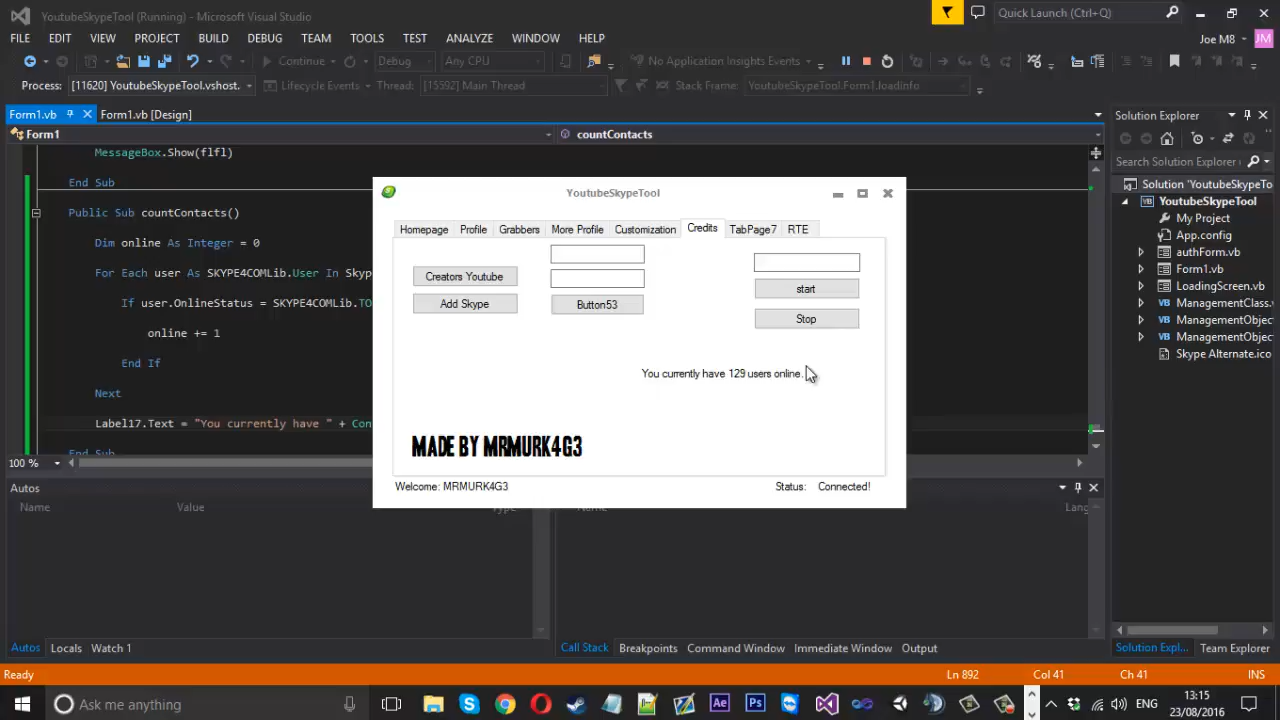 YoutubeSkypeTool (Running) - Microsoft Visual Studio
Quick Launch (Ctrl+Q)
FILE EDIT VIEW PROJECT BUILD DEBUG TEAM TOOLS TEST ANALYZE WINDOW HELP
Joe M8 JM
Continue Debug Any CPU No Application Insights Events
Process: [11620] YoutubeSkypeTool.vshost. Lifecycle Events Thread: [15592] Main Thread Stack Frame: YoutubeSkypeTool.Form1.loadinfo
Form1.vb Form1.vb [Design]
Form1 countContacts
MessageBox.Show(flfl)
End Sub
Public Sub countContacts()
Dim online As Integer = 0
For Each user As SKYPE4COMLib.User In Skyp
If user.OnlineStatus = SKYPE4COMLib.TO
online += 1
End If
Next
Label17.Text = "You currently have " + Con
End Sub
100 %
YoutubeSkypeTool
Homepage Profile Grabbers More Profile Customization Credits TabPage7 RTE
Creators Youtube
Add Skype
Button53
start
Stop
You currently have 129 users online.
MADE BY MRMURK4G3
Welcome: MRMURK4G3
Status: Connected!
Solution Explorer
Search Solution Explorer
Solution 'YoutubeSkypeTo
YoutubeSkypeTool
My Project
App.config
authForm.vb
Form1.vb
LoadingScreen.vb
ManagementClass.
ManagementObjec
ManagementObjec
Skype Alternate.ico
Autos
Name Value
Name Lang
Autos Locals Watch 1
Call Stack Breakpoints Command Window Immediate Window Output
Solution Expl... Team Explorer
Ready
Ln 892 Col 41 Ch 41 INS
Ask me anything
Ae Ps
13:15
23/08/2016